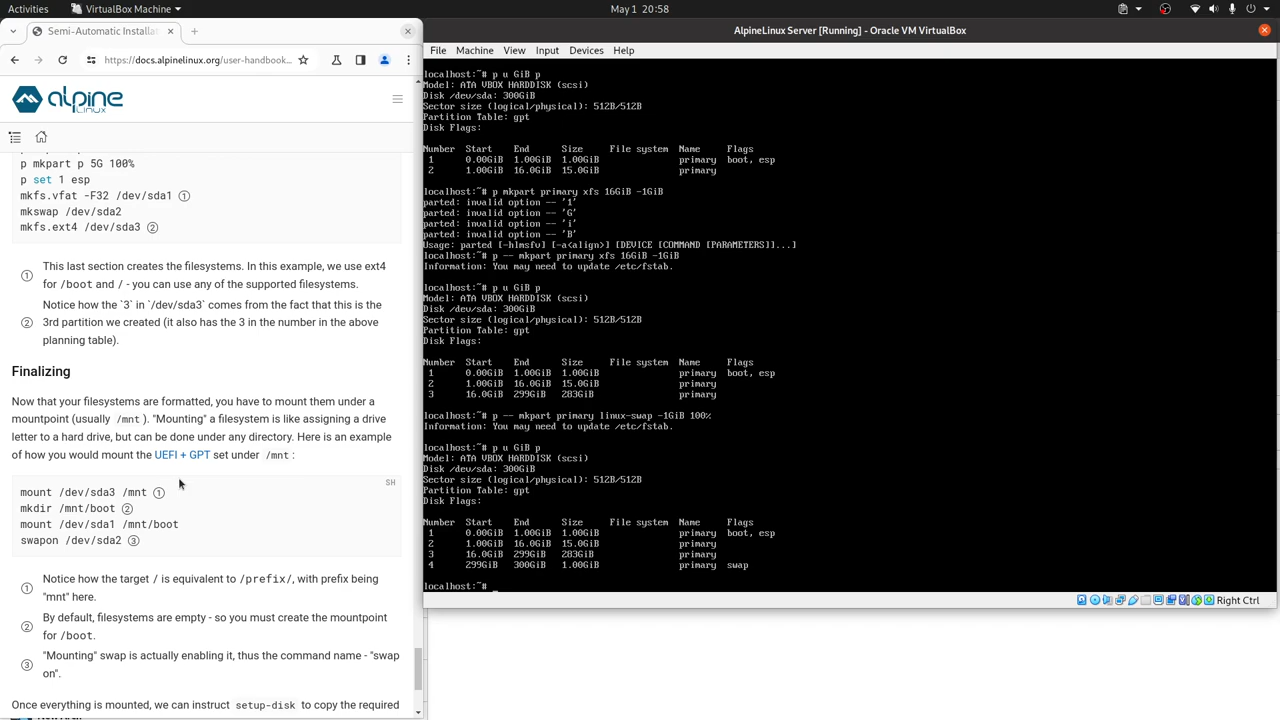 Activities
VirtualBox Machine
May 1 20:58
Semi-Automatic Installa
https://docs.alpinelinux.org/user-handbook...
alpine
LINUX
p mkpart p 5G 100%
p set 1 esp
mkfs.vfat -F32 /dev/sda1 ①
mkswap /dev/sda2
mkfs.ext4 /dev/sda3 ②
① This last section creates the filesystems. In this example, we use ext4
for /boot and / - you can use any of the supported filesystems.
Notice how the `3` in `/dev/sda3` comes from the fact that this is the
② 3rd partition we created (it also has the 3 in the number in the above
planning table).
Finalizing
Now that your filesystems are formatted, you have to mount them under a
mountpoint (usually /mnt ). "Mounting" a filesystem is like assigning a drive
letter to a hard drive, but can be done under any directory. Here is an example
of how you would mount the UEFI + GPT set under /mnt :
SH
mount /dev/sda3 /mnt ①
mkdir /mnt/boot ②
mount /dev/sda1 /mnt/boot
swapon /dev/sda2 ③
① Notice how the target / is equivalent to /prefix/, with prefix being
"mnt" here.
② By default, filesystems are empty - so you must create the mountpoint
for /boot.
③ "Mounting" swap is actually enabling it, thus the command name - "swap
on".
Once everything is mounted, we can instruct setup-disk to copy the required
AlpineLinux Server [Running] - Oracle VM VirtualBox
File Machine View Input Devices Help
localhost:~# p u GiB p
Model: ATA VBOX HARDDISK (scsi)
Disk /dev/sda: 300GiB
Sector size (logical/physical): 512B/512B
Partition Table: gpt
Disk Flags:
Number Start End Size File system Name Flags
1 0.00GiB 1.00GiB 1.00GiB primary boot, esp
2 1.00GiB 16.0GiB 15.0GiB primary
localhost:~# p mkpart primary xfs 16GiB -1GiB
parted: invalid option -- '1'
parted: invalid option -- 'G'
parted: invalid option -- 'i'
parted: invalid option -- 'B'
Usage: parted [-hlmsfv] [-a<align>] [DEVICE [COMMAND [PARAMETERS]]...]
localhost:~# p -- mkpart primary xfs 16GiB -1GiB
Information: You may need to update /etc/fstab.
localhost:~# p u GiB p
Model: ATA VBOX HARDDISK (scsi)
Disk /dev/sda: 300GiB
Sector size (logical/physical): 512B/512B
Partition Table: gpt
Disk Flags:
Number Start End Size File system Name Flags
1 0.00GiB 1.00GiB 1.00GiB primary boot, esp
2 1.00GiB 16.0GiB 15.0GiB primary
3 16.0GiB 299GiB 283GiB primary
localhost:~# p -- mkpart primary linux-swap -1GiB 100%
Information: You may need to update /etc/fstab.
localhost:~# p u GiB p
Model: ATA VBOX HARDDISK (scsi)
Disk /dev/sda: 300GiB
Sector size (logical/physical): 512B/512B
Partition Table: gpt
Disk Flags:
Number Start End Size File system Name Flags
1 0.00GiB 1.00GiB 1.00GiB primary boot, esp
2 1.00GiB 16.0GiB 15.0GiB primary
3 16.0GiB 299GiB 283GiB primary
4 299GiB 300GiB 1.00GiB primary swap
localhost:~# _
Right Ctrl